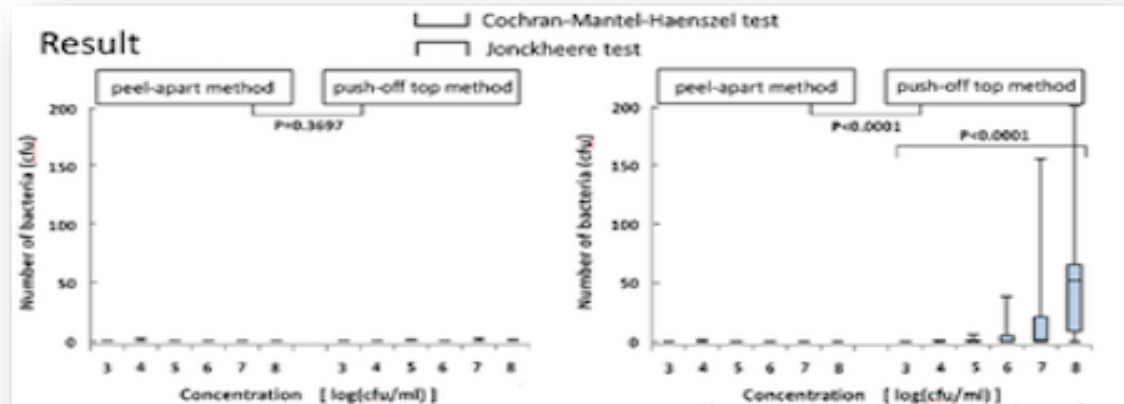 Result
Cochran-Mantel-Haenszel test
Jonckheere test
peel-apart method
push-off top method
P=0.3697
Number of bacteria (cfu)
200
150
100
50
0
3 4 5 6 7 8 3 4 5 6 7 8
Concentration [ log(cfu/ml) ]
peel-apart method
push-off top method
P<0.0001
P<0.0001
Number of bacteria (cfu)
200
150
100
50
0
3 4 5 6 7 8 3 4 5 6 7 8
Concentration [ log(cfu/ml) ]